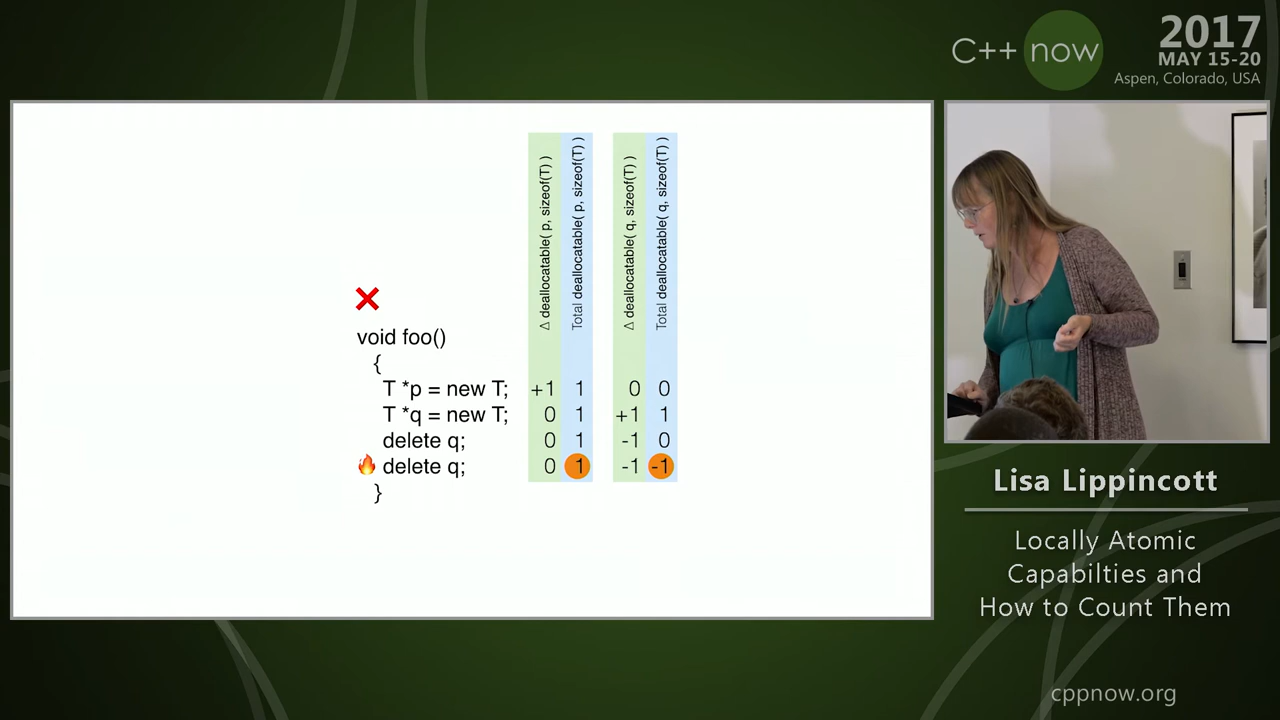 C++ now
2017
MAY 15-20
Aspen, Colorado, USA
Δ deallocatable( p, sizeof(T) )
Total deallocatable( p, sizeof(T) )
Δ deallocatable( q, sizeof(T) )
Total deallocatable( q, sizeof(T) )
void foo()
{
T *p = new T; +1 1 0 0
T *q = new T; 0 1 +1 1
delete q; 0 1 -1 0
delete q; 0 1 -1 -1
}
Lisa Lippincott
Locally Atomic
Capabilties and
How to Count Them
cppnow.org